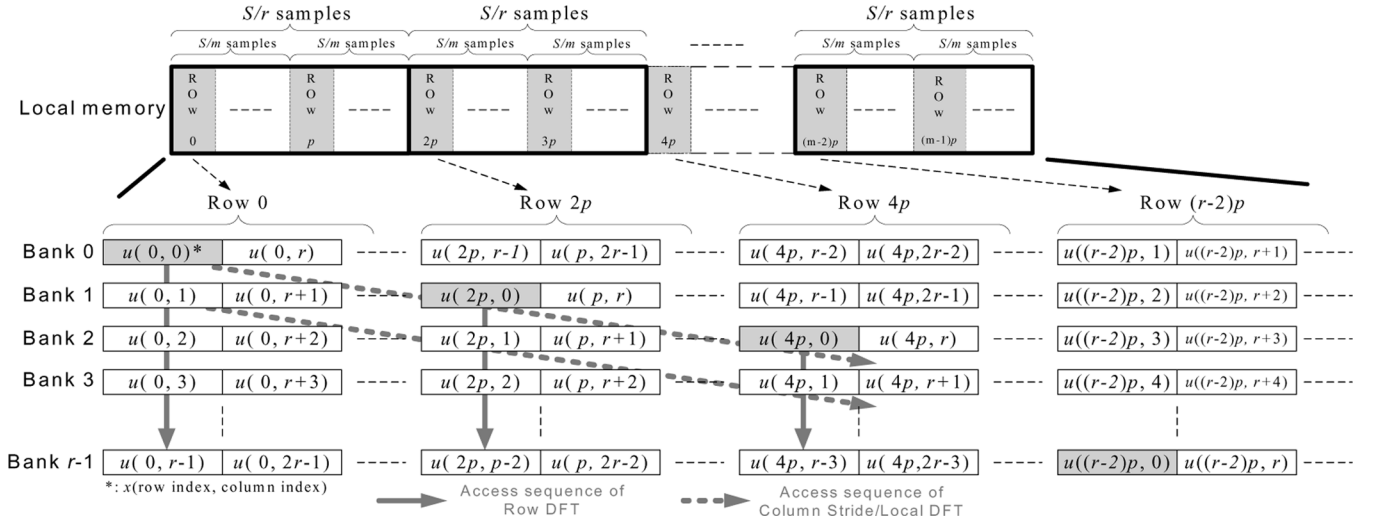 S/r samples S/r samples S/r samples
S/m samples S/m samples S/m samples S/m samples S/m samples S/m samples
Local memory ROW 0 ROW p ROW 2p ROW 3p ROW 4p ROW (m-2)p ROW (m-1)p
Row 0 Row 2p Row 4p Row (r-2)p
Bank 0 u( 0, 0)* u( 0, r) u( 2p, r-1) u( p, 2r-1) u( 4p, r-2) u( 4p,2r-2) u((r-2)p, 1) u((r-2)p, r+1)
Bank 1 u( 0, 1) u( 0, r+1) u( 2p, 0) u( p, r) u( 4p, r-1) u( 4p,2r-1) u((r-2)p, 2) u((r-2)p, r+2)
Bank 2 u( 0, 2) u( 0, r+2) u( 2p, 1) u( p, r+1) u( 4p, 0) u( 4p, r) u((r-2)p, 3) u((r-2)p, r+3)
Bank 3 u( 0, 3) u( 0, r+3) u( 2p, 2) u( p, r+2) u( 4p, 1) u( 4p, r+1) u((r-2)p, 4) u((r-2)p, r+4)
Bank r-1 u( 0, r-1) u( 0, 2r-1) u( 2p, p-2) u( p, 2r-2) u( 4p, r-3) u( 4p,2r-3) u((r-2)p, 0) u((r-2)p, r)
*: x(row index, column index)
Access sequence of
Row DFT
Access sequence of
Column Stride/Local DFT